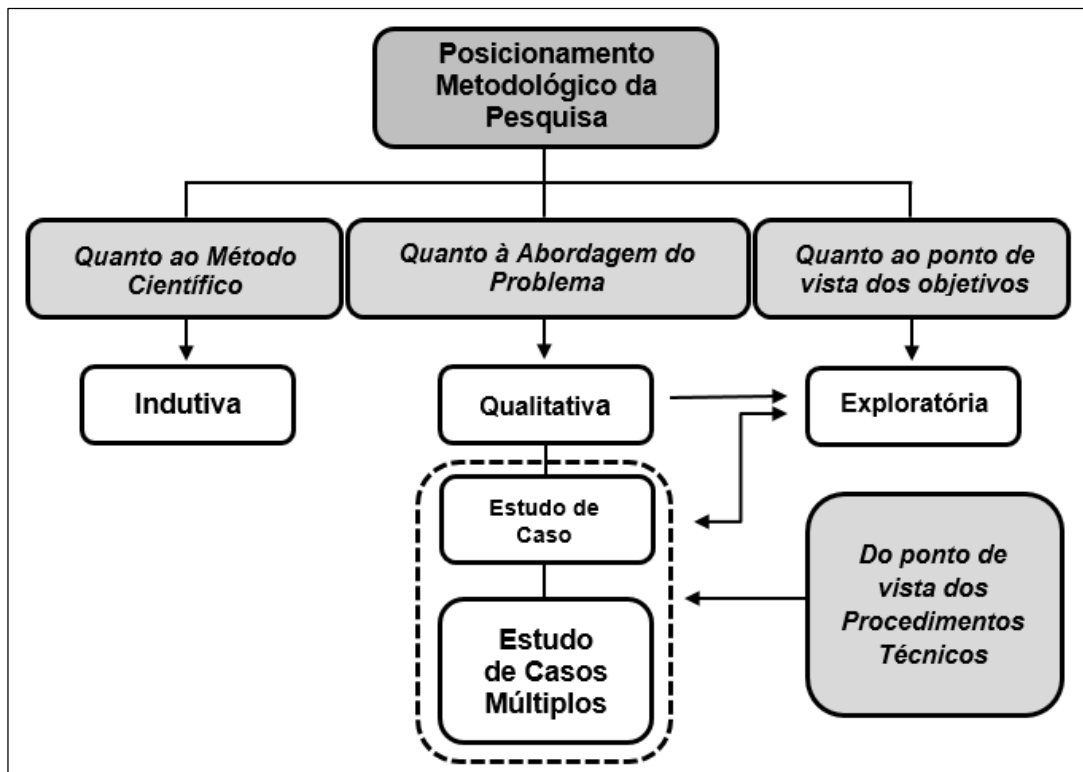 Posicionamento
Metodológico da
Pesquisa
Quanto ao Método
Científico
Quanto à Abordagem do
Problema
Quanto ao ponto de
vista dos objetivos
Indutiva
Qualitativa
Exploratória
Estudo de
Caso
Estudo
de Casos
Múltiplos
Do ponto de
vista dos
Procedimentos
Técnicos